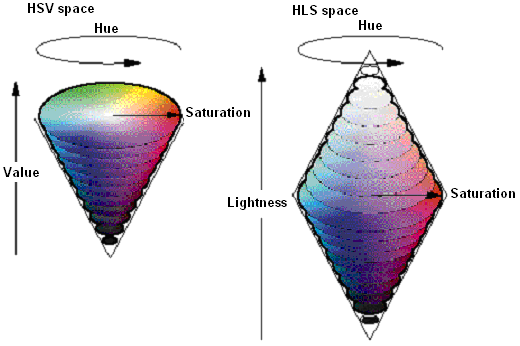 HSV space
Hue
Saturation
Value
HLS space
Hue
Saturation
Lightness